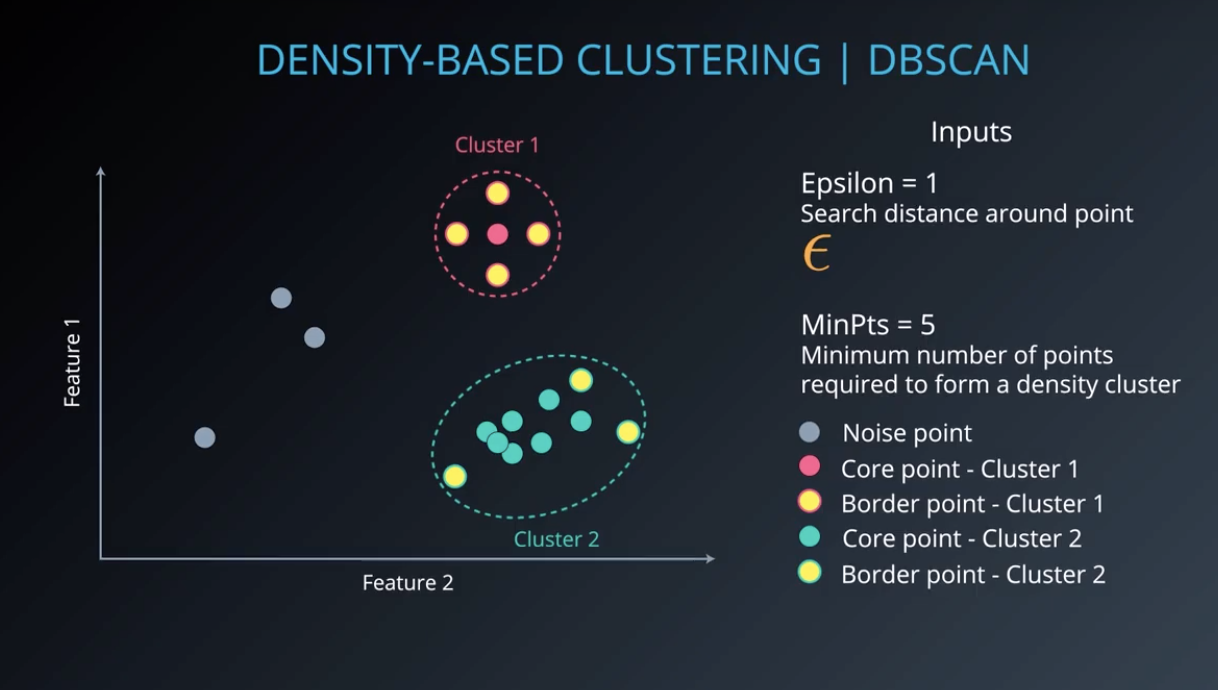 DENSITY-BASED CLUSTERING | DBSCAN
Cluster 1
Feature 1
Cluster 2
Feature 2
Inputs
Epsilon = 1
Search distance around point
ϵ
MinPts = 5
Minimum number of points
required to form a density cluster
Noise point
Core point - Cluster 1
Border point - Cluster 1
Core point - Cluster 2
Border point - Cluster 2